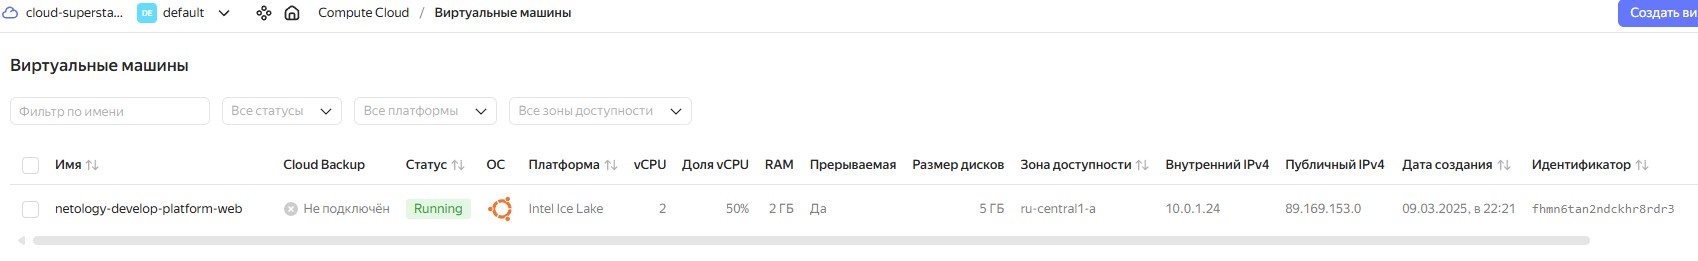 cloud-supersta... DE default Compute Cloud / Виртуальные машины Создать ви
Виртуальные машины
Фильтр по имени Все статусы Все платформы Все зоны доступности
Имя Cloud Backup Статус ОС Платформа vCPU Доля vCPU RAM Прерываемая Размер дисков Зона доступности Внутренний IPv4 Публичный IPv4 Дата создания Идентификатор
netology-develop-platform-web Не подключён Running Intel Ice Lake 2 50% 2 ГБ Да 5 ГБ ru-central1-a 10.0.1.24 89.169.153.0 09.03.2025, в 22:21 fhmn6tan2ndckhr8rdr3